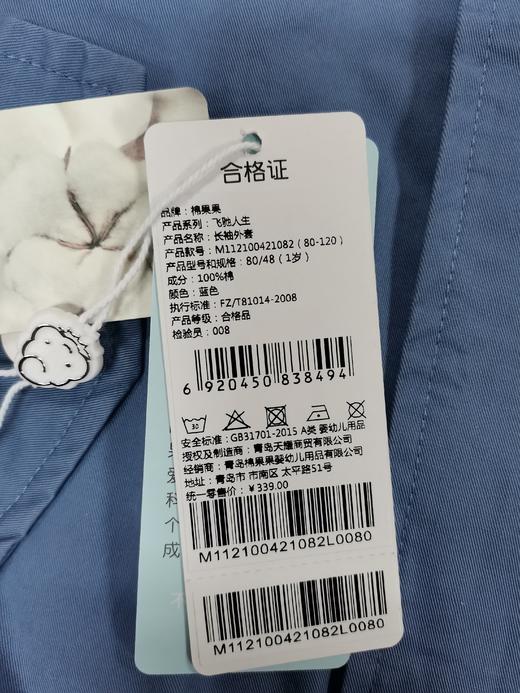 合格证
品牌：棉果果
产品系列：飞驰人生
产品名称：长袖外套
产品款号：M112100421082（80-120）
产品型号和规格：80/48（1岁）
成分：100%棉
颜色：蓝色
执行标准：FZ/T81014-2008
产品等级：合格品
检验员：008
6 920450 838494
30
安全标准：GB31701-2015 A类 婴幼儿用品
授权及制造商：青岛天耀商贸有限公司
经销商：青岛棉果果婴幼儿用品有限公司
地址：青岛市 市南区 太平路51号
统一零售价：￥339.00
M112100421082L0080
M112100421082L0080
爱
科
个
成